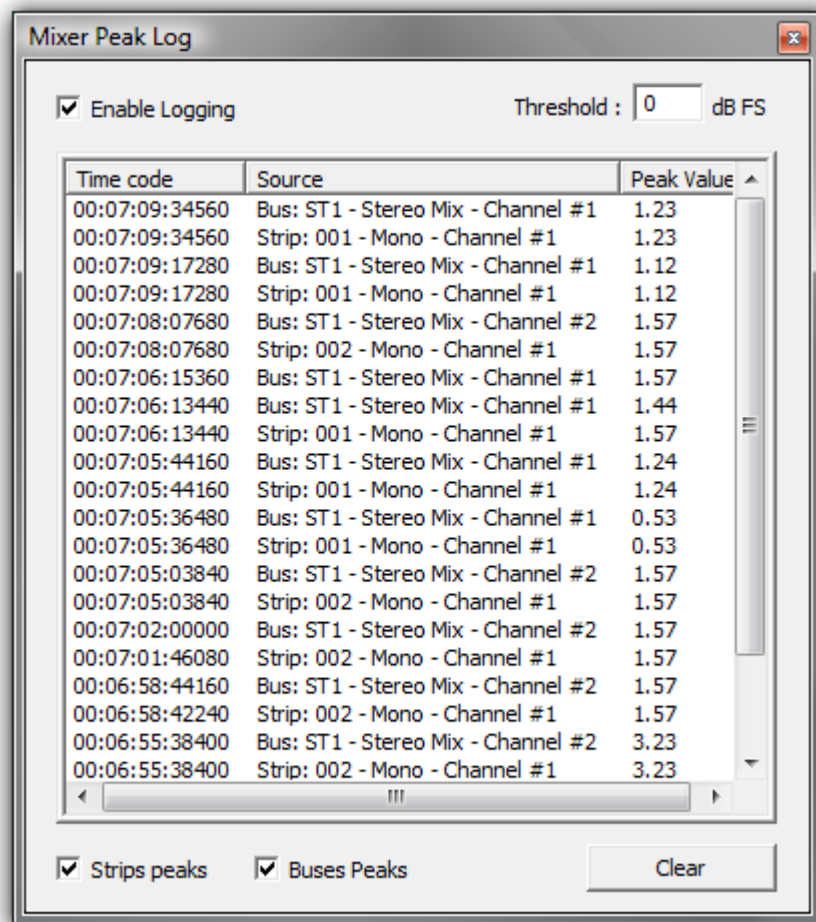 Mixer Peak Log
Enable Logging Threshold : 0 dB FS
Time code Source Peak Value
00:07:09:34560 Bus: ST1 - Stereo Mix - Channel #1 1.23
00:07:09:34560 Strip: 001 - Mono - Channel #1 1.23
00:07:09:17280 Bus: ST1 - Stereo Mix - Channel #1 1.12
00:07:09:17280 Strip: 001 - Mono - Channel #1 1.12
00:07:08:07680 Bus: ST1 - Stereo Mix - Channel #2 1.57
00:07:08:07680 Strip: 002 - Mono - Channel #1 1.57
00:07:06:15360 Bus: ST1 - Stereo Mix - Channel #1 1.57
00:07:06:13440 Bus: ST1 - Stereo Mix - Channel #1 1.44
00:07:06:13440 Strip: 001 - Mono - Channel #1 1.57
00:07:05:44160 Bus: ST1 - Stereo Mix - Channel #1 1.24
00:07:05:44160 Strip: 001 - Mono - Channel #1 1.24
00:07:05:36480 Bus: ST1 - Stereo Mix - Channel #1 0.53
00:07:05:36480 Strip: 001 - Mono - Channel #1 0.53
00:07:05:03840 Bus: ST1 - Stereo Mix - Channel #2 1.57
00:07:05:03840 Strip: 002 - Mono - Channel #1 1.57
00:07:02:00000 Bus: ST1 - Stereo Mix - Channel #2 1.57
00:07:01:46080 Strip: 002 - Mono - Channel #1 1.57
00:06:58:44160 Bus: ST1 - Stereo Mix - Channel #2 1.57
00:06:58:42240 Strip: 002 - Mono - Channel #1 1.57
00:06:55:38400 Bus: ST1 - Stereo Mix - Channel #2 3.23
00:06:55:38400 Strip: 002 - Mono - Channel #1 3.23
Strips peaks Buses Peaks Clear